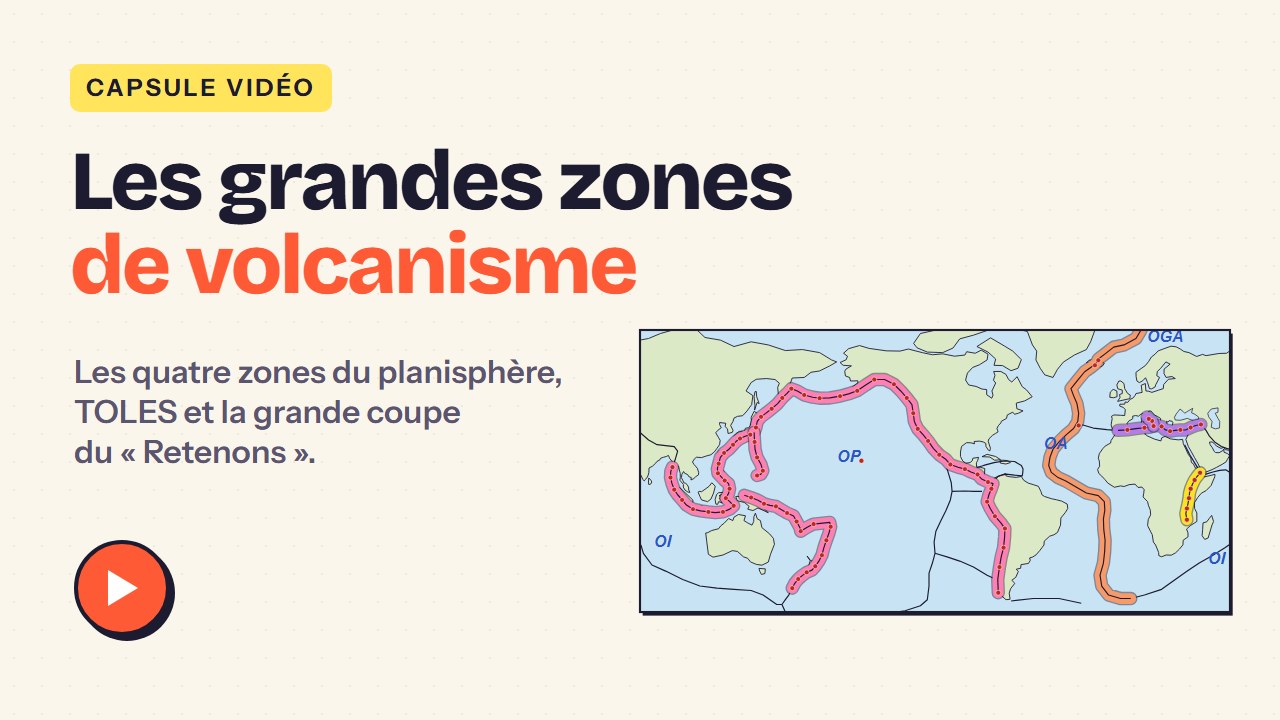 CAPSULE VIDÉO
Les grandes zones
de volcanisme
Les quatre zones du planisphère,
TOLES et la grande coupe
du « Retenons ».
OGA
OA
OP
OI
OI